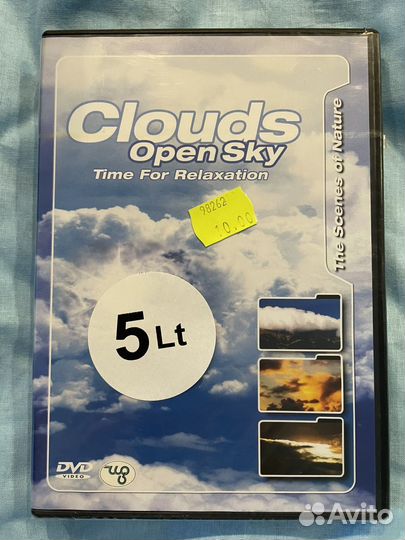 Clouds
Open Sky
Time For Relaxation
The Scenes of Nature
98262
10.00
5 Lt
DVD
VIDEO
Avito